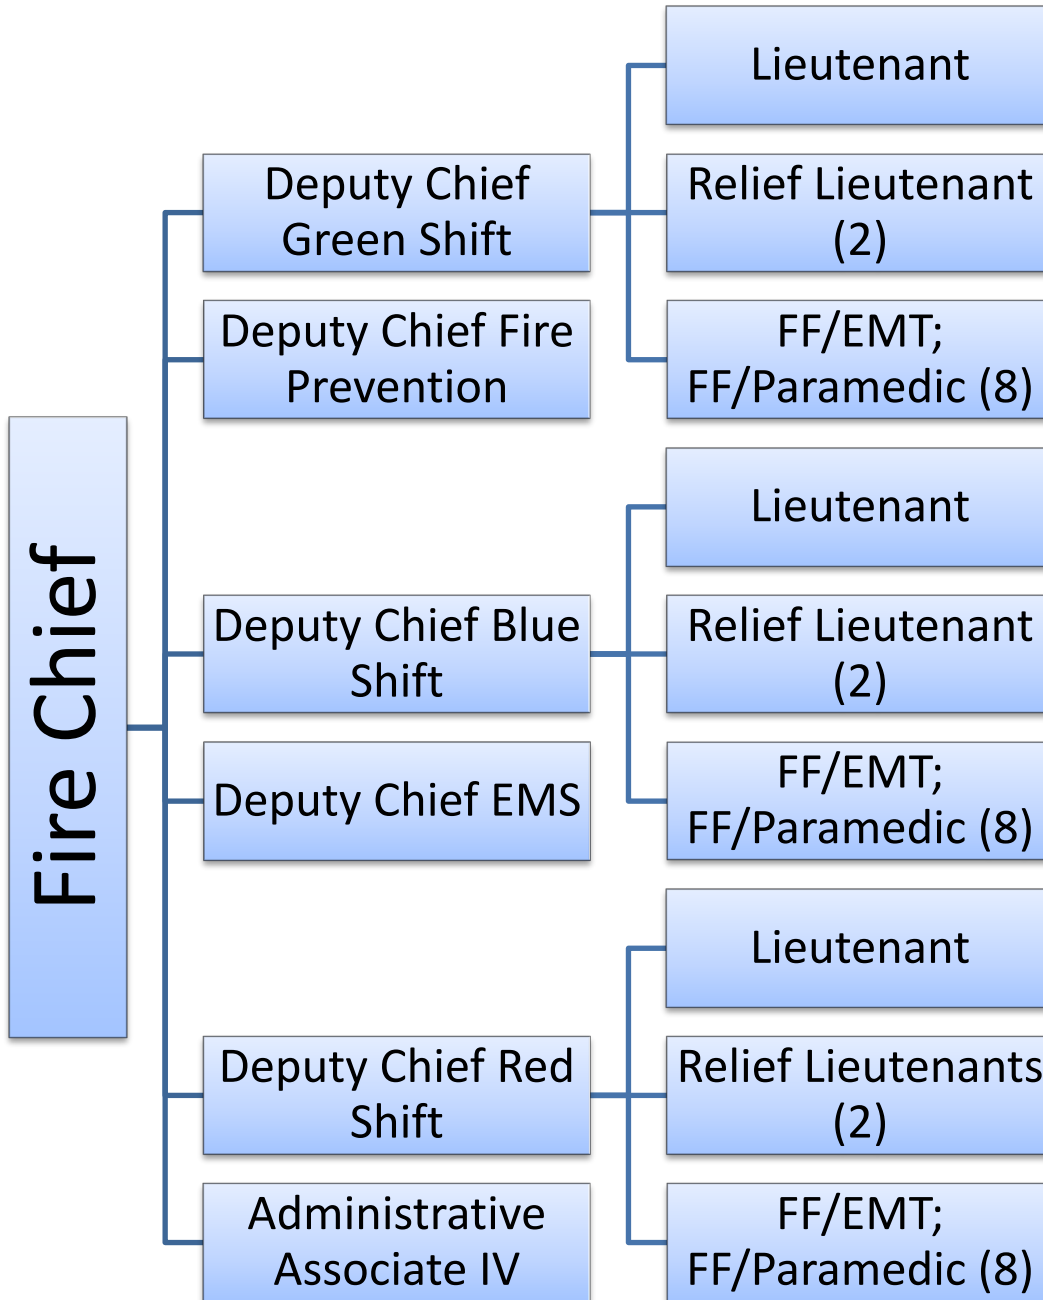 Fire Chief
Deputy Chief
Green Shift
Deputy Chief Fire
Prevention
Deputy Chief Blue
Shift
Deputy Chief EMS
Deputy Chief Red
Shift
Administrative
Associate IV
Lieutenant
Relief Lieutenant
(2)
FF/EMT;
FF/Paramedic (8)
Lieutenant
Relief Lieutenant
(2)
FF/EMT;
FF/Paramedic (8)
Lieutenant
Relief Lieutenants
(2)
FF/EMT;
FF/Paramedic (8)